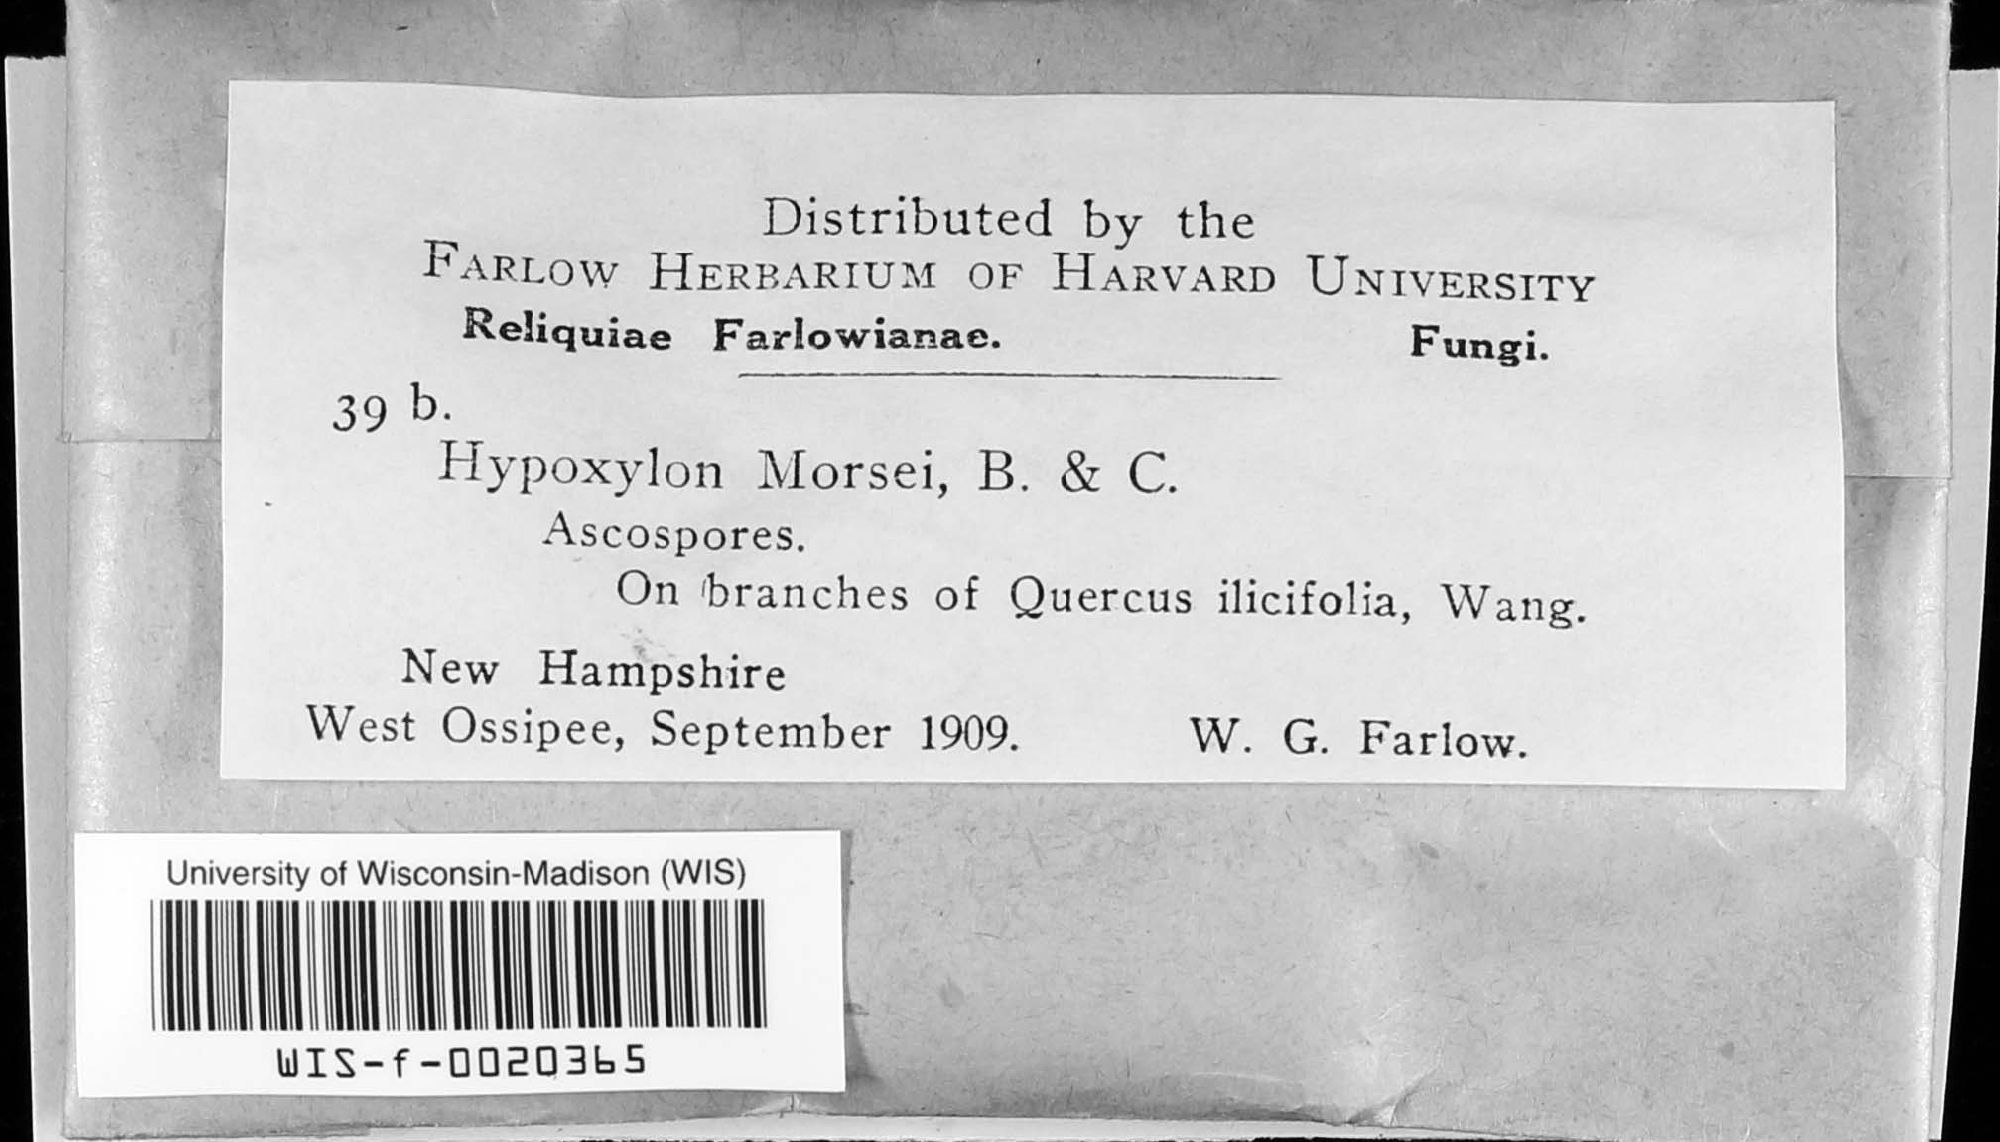 Distributed by the
FARLOW HERBARIUM OF HARVARD UNIVERSITY
Reliquiae Farlowianae. Fungi.
39 b.
Hypoxylon Morsei, B. & C.
Ascospores.
On branches of Quercus ilicifolia, Wang.
New Hampshire
West Ossipee, September 1909. W. G. Farlow.
University of Wisconsin-Madison (WIS)
WIS-f-0020365